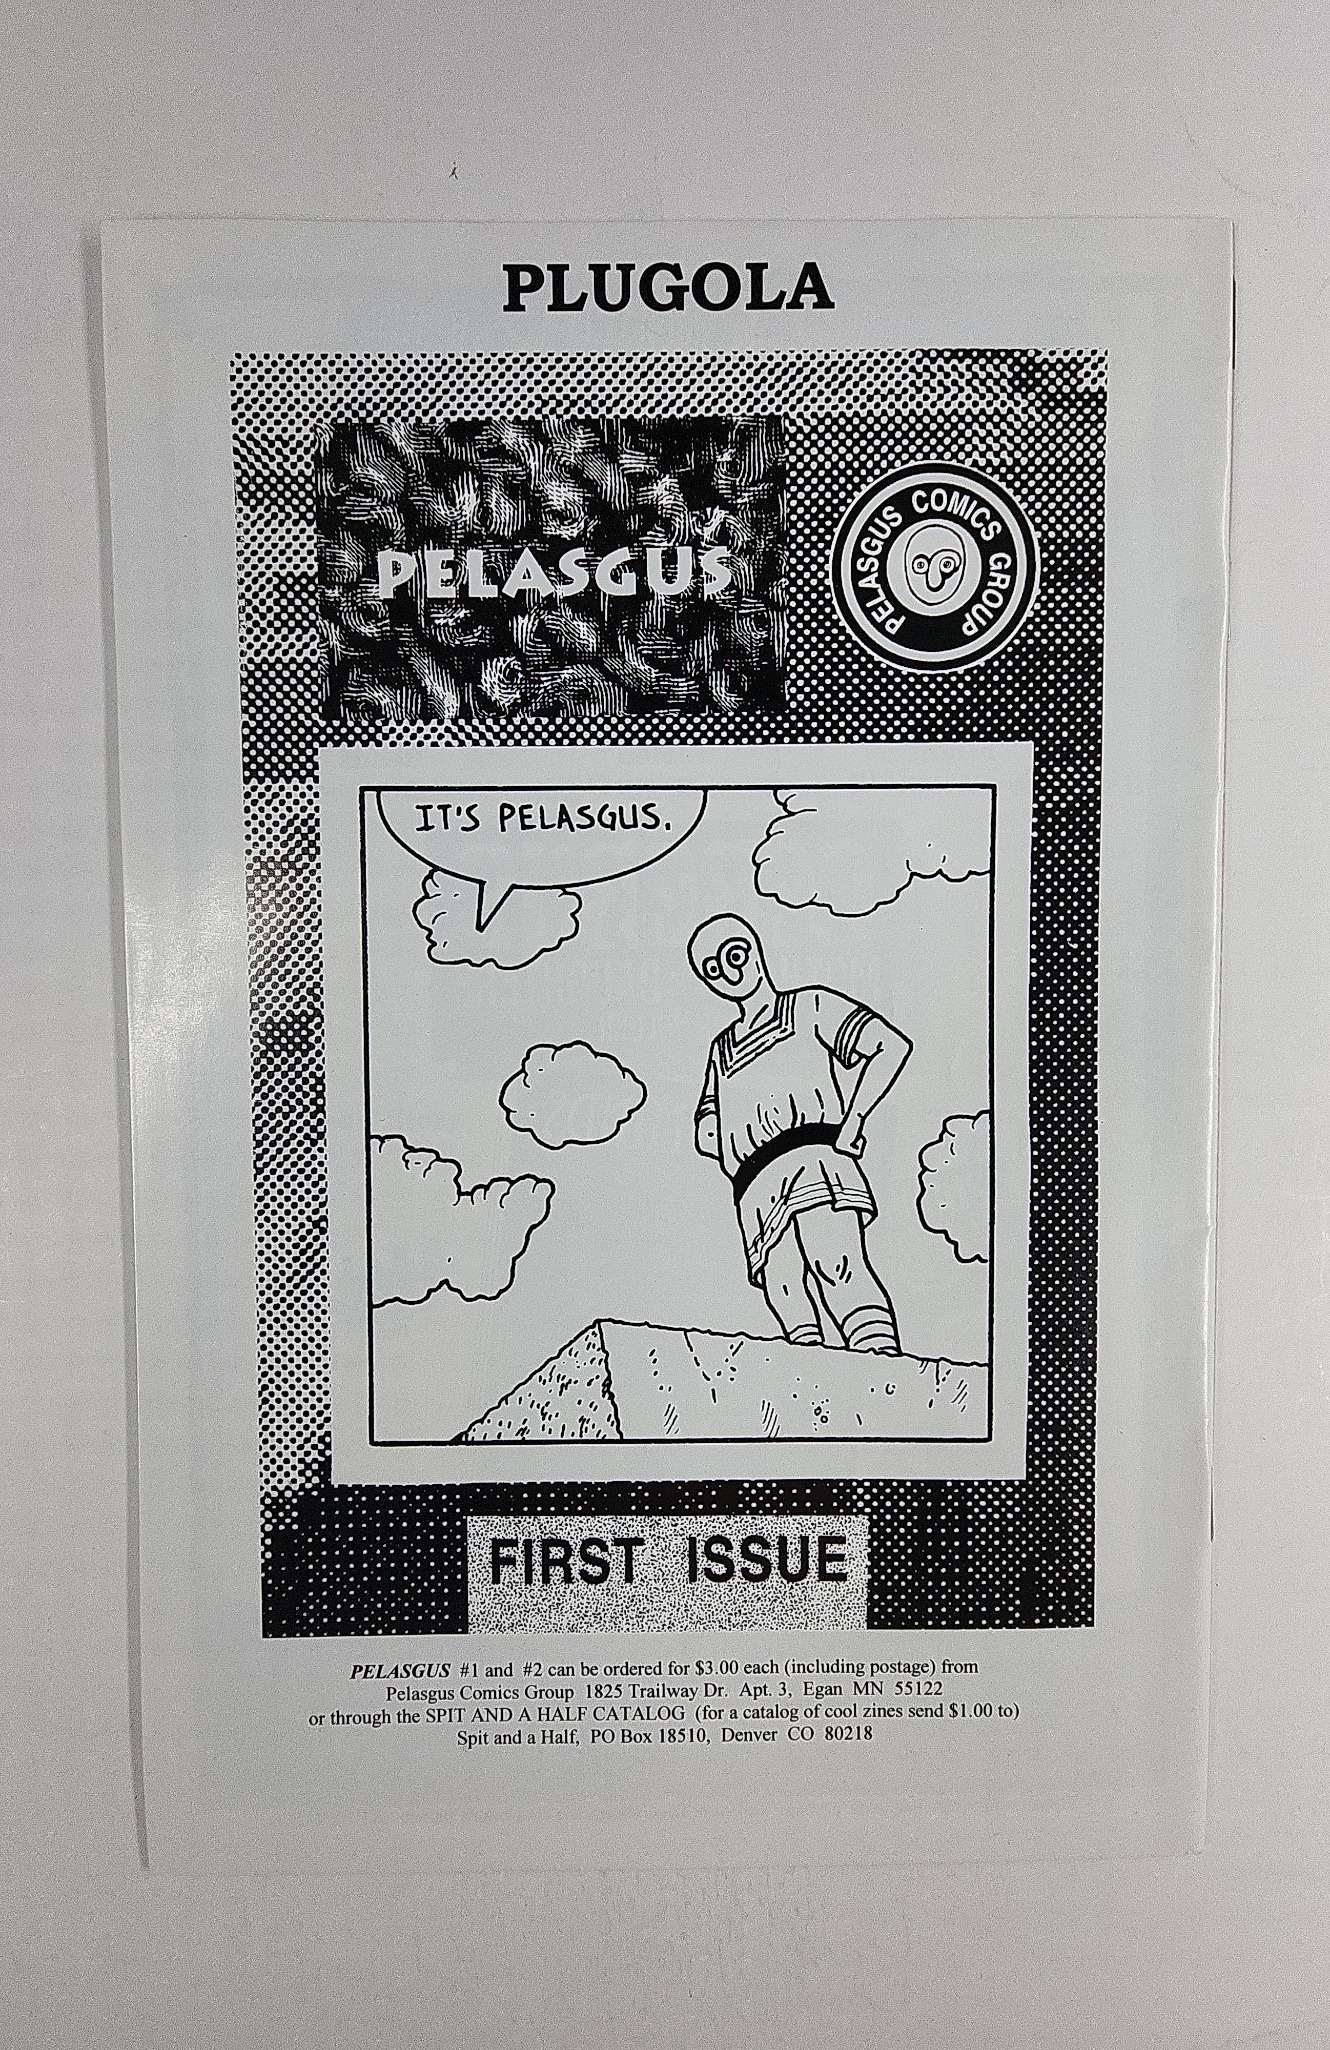 PLUGOLA
PELASGUS
PELASGUS COMICS GROUP
IT'S PELASGUS.
FIRST ISSUE
PELASGUS #1 and #2 can be ordered for $3.00 each (including postage) from
Pelasgus Comics Group 1825 Trailway Dr. Apt. 3, Egan MN 55122
or through the SPIT AND A HALF CATALOG (for a catalog of cool zines send $1.00 to)
Spit and a Half, PO Box 18510, Denver CO 80218